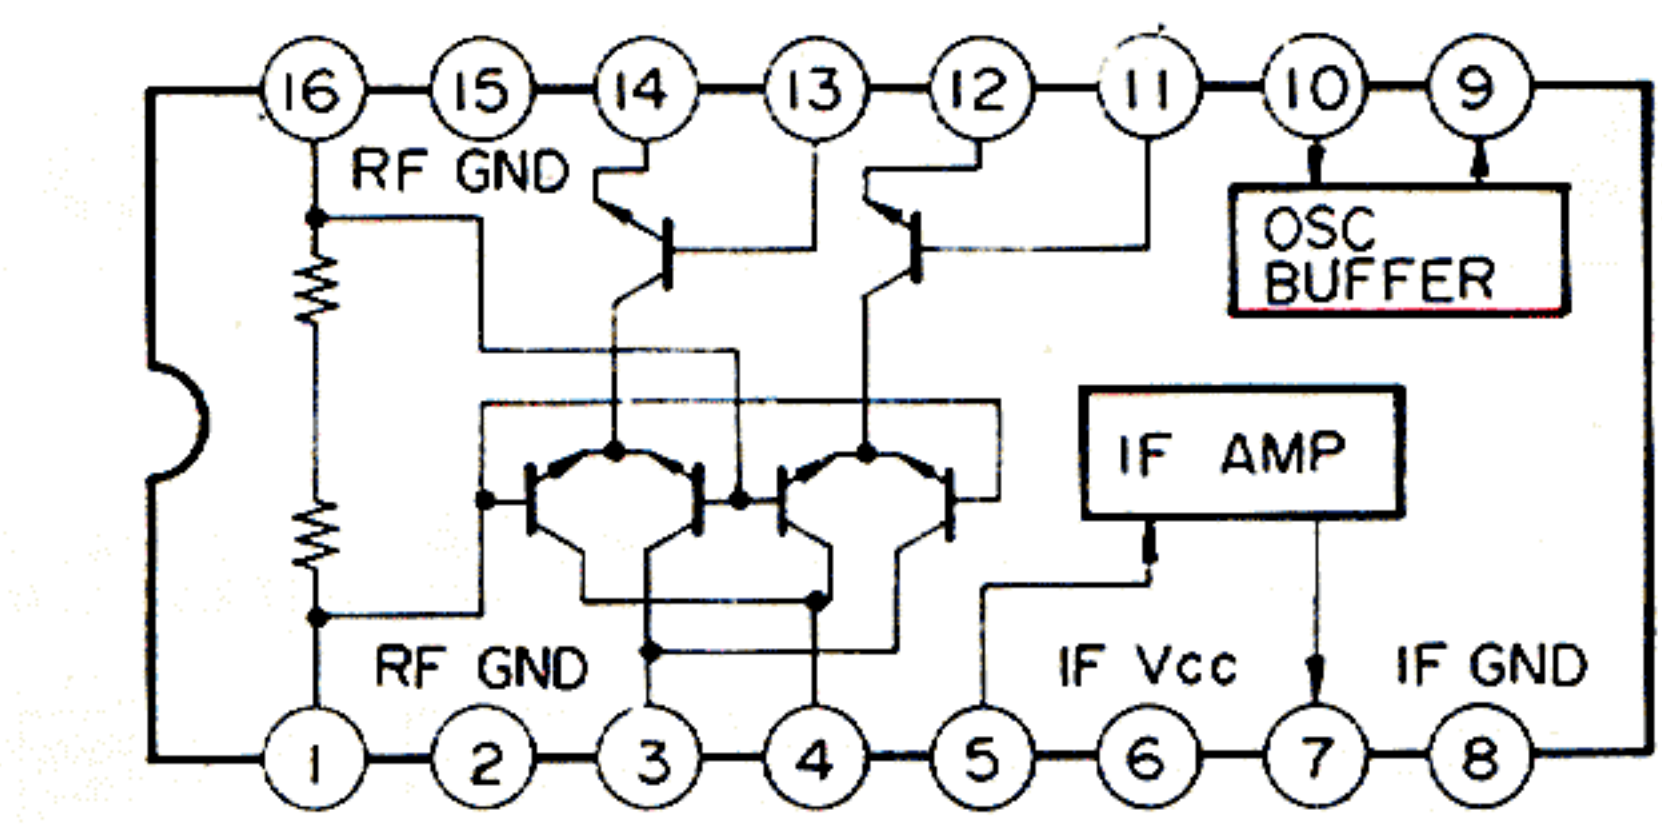 16 15 14 13 12 11 10 9
RF GND
OSC
BUFFER
IF AMP
RF GND IF Vcc IF GND
1 2 3 4 5 6 7 8